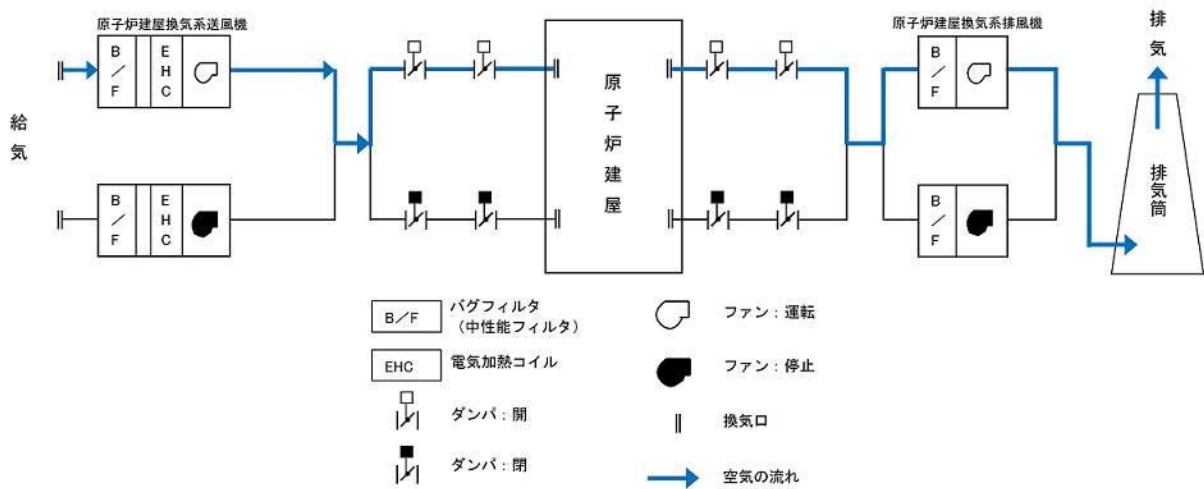 原子炉建屋換気系送風機
原子炉建屋換気系排風機
排気
給気
B/F
EHC
B/F
EHC
原子炉建屋
B/F
B/F
排気筒
B/F
バグフィルタ
(中性能フィルタ)
EHC
電気加熱コイル
ダンパ:開
ダンパ:閉
ファン:運転
ファン:停止
換気口
空気の流れ